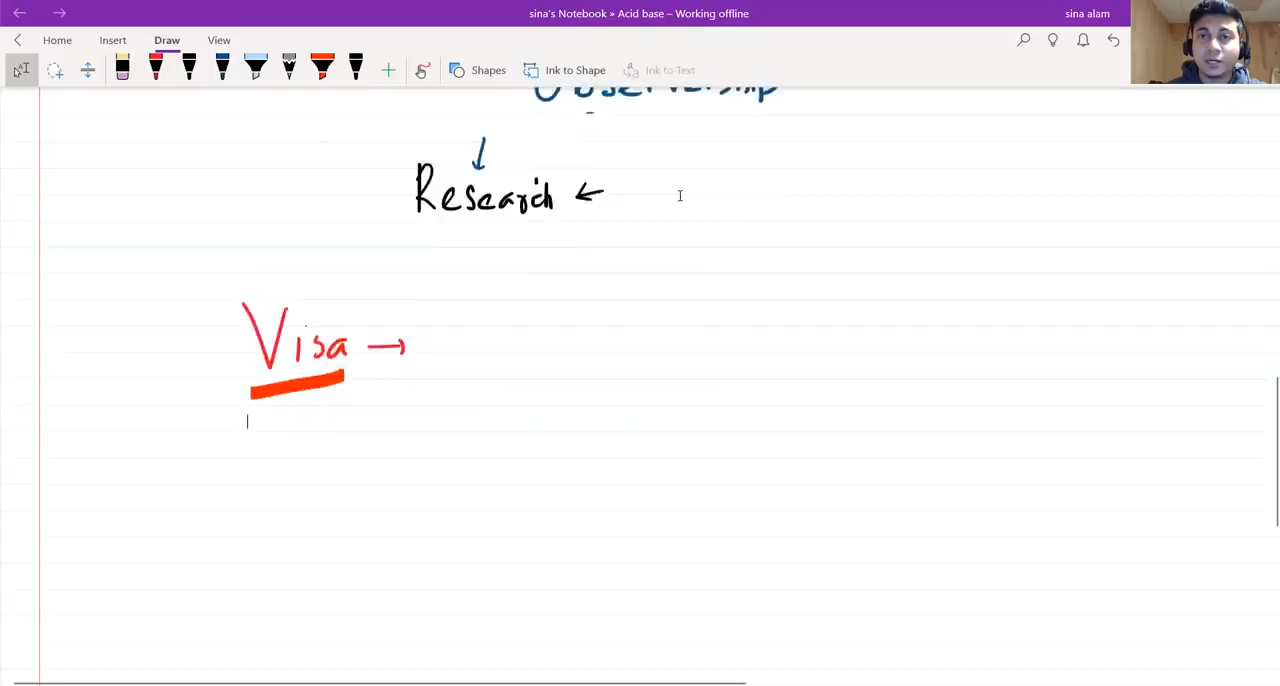 sina's Notebook » Acid base – Working offline
sina alam
Home Insert Draw View
Shapes Ink to Shape Ink to Text
Observership
Research ←
Visa →